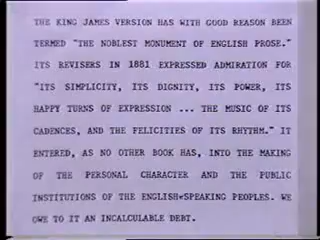 THE KING JAMES VERSION HAS WITH GOOD REASON BEEN
TERMED "THE NOBLEST MONUMENT OF ENGLISH PROSE."
ITS REVISERS IN 1881 EXPRESSED ADMIRATION FOR
"ITS SIMPLICITY, ITS DIGNITY, ITS POWER, ITS
HAPPY TURNS OF EXPRESSION ... THE MUSIC OF ITS
CADENCES, AND THE FELICITIES OF ITS RHYTHM." IT
ENTERED, AS NO OTHER BOOK HAS, INTO THE MAKING
OF THE PERSONAL CHARACTER AND THE PUBLIC
INSTITUTIONS OF THE ENGLISH-SPEAKING PEOPLES. WE
OWE TO IT AN INCALCULABLE DEBT.